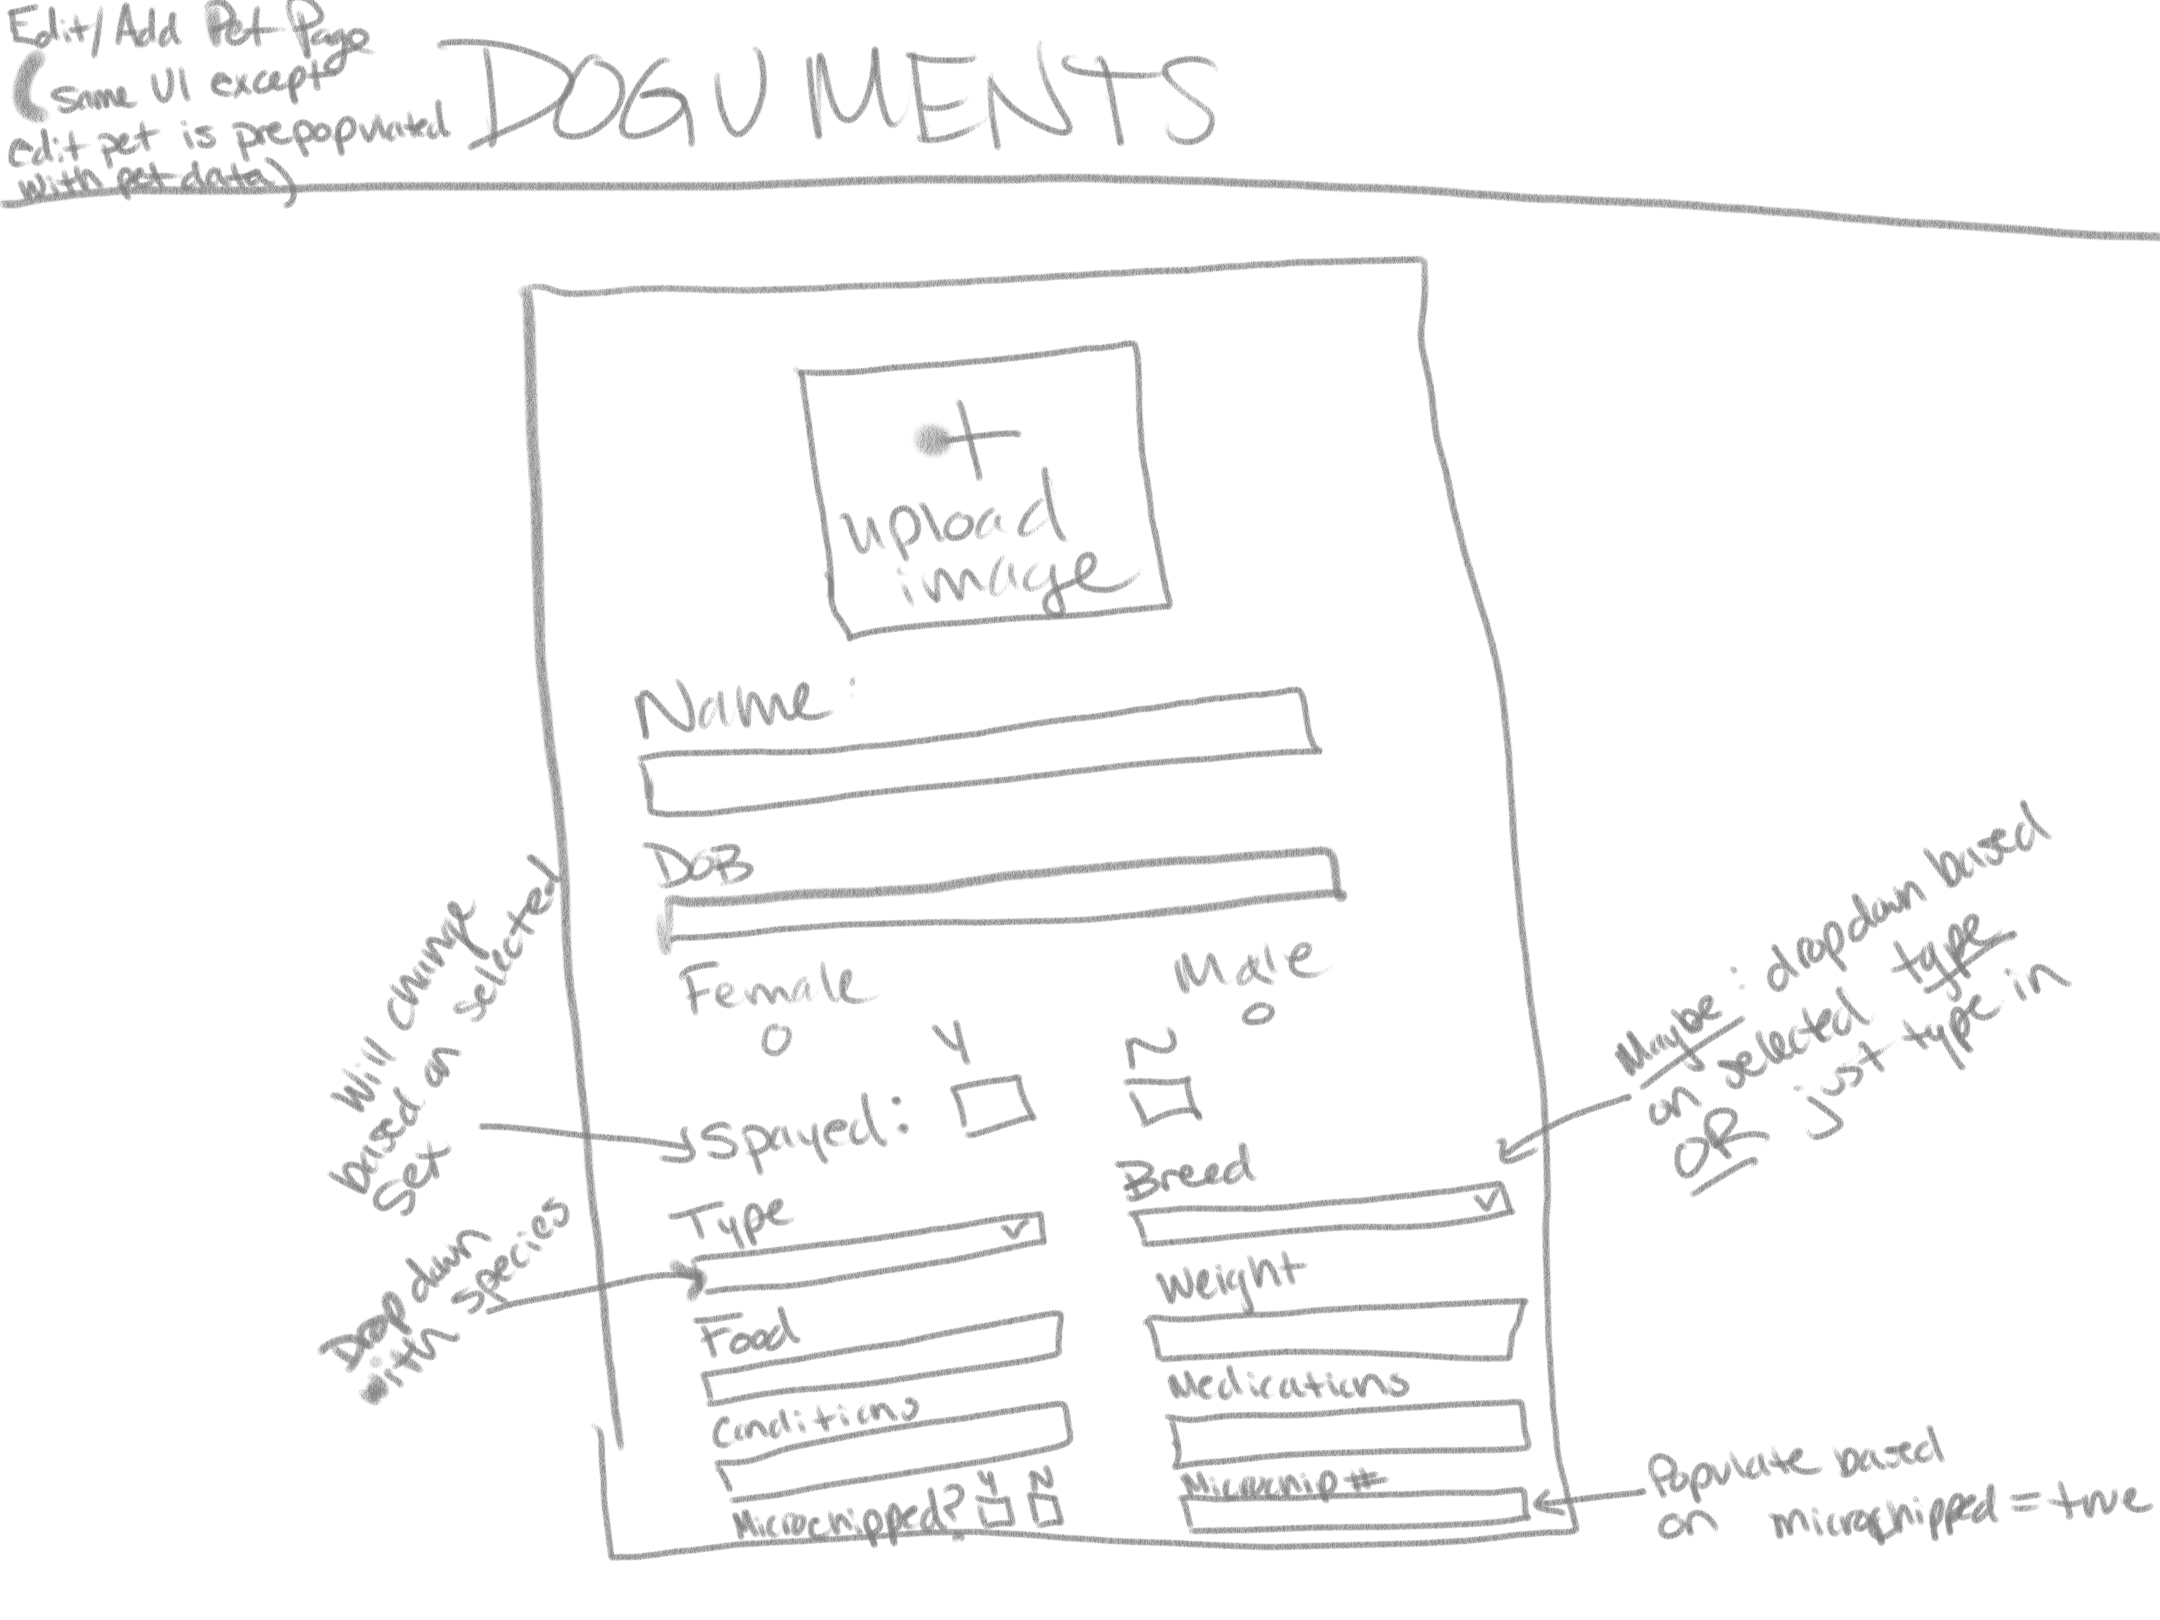 Edit/Add Pet Page
(same UI except
edit pet is prepopulated
with pet data)
DOGUMENTS
+
upload
image
Name:
DOB
Female
Male
Y
N
Spayed:
Type
Breed
Food
Weight
Conditions
Medications
Microchipped?
Y
N
Microchip #
Will change
based on selected
sex
Drop down
with species
Maybe: dropdown based
on selected type
OR just type in
Populate based
on microchipped = true